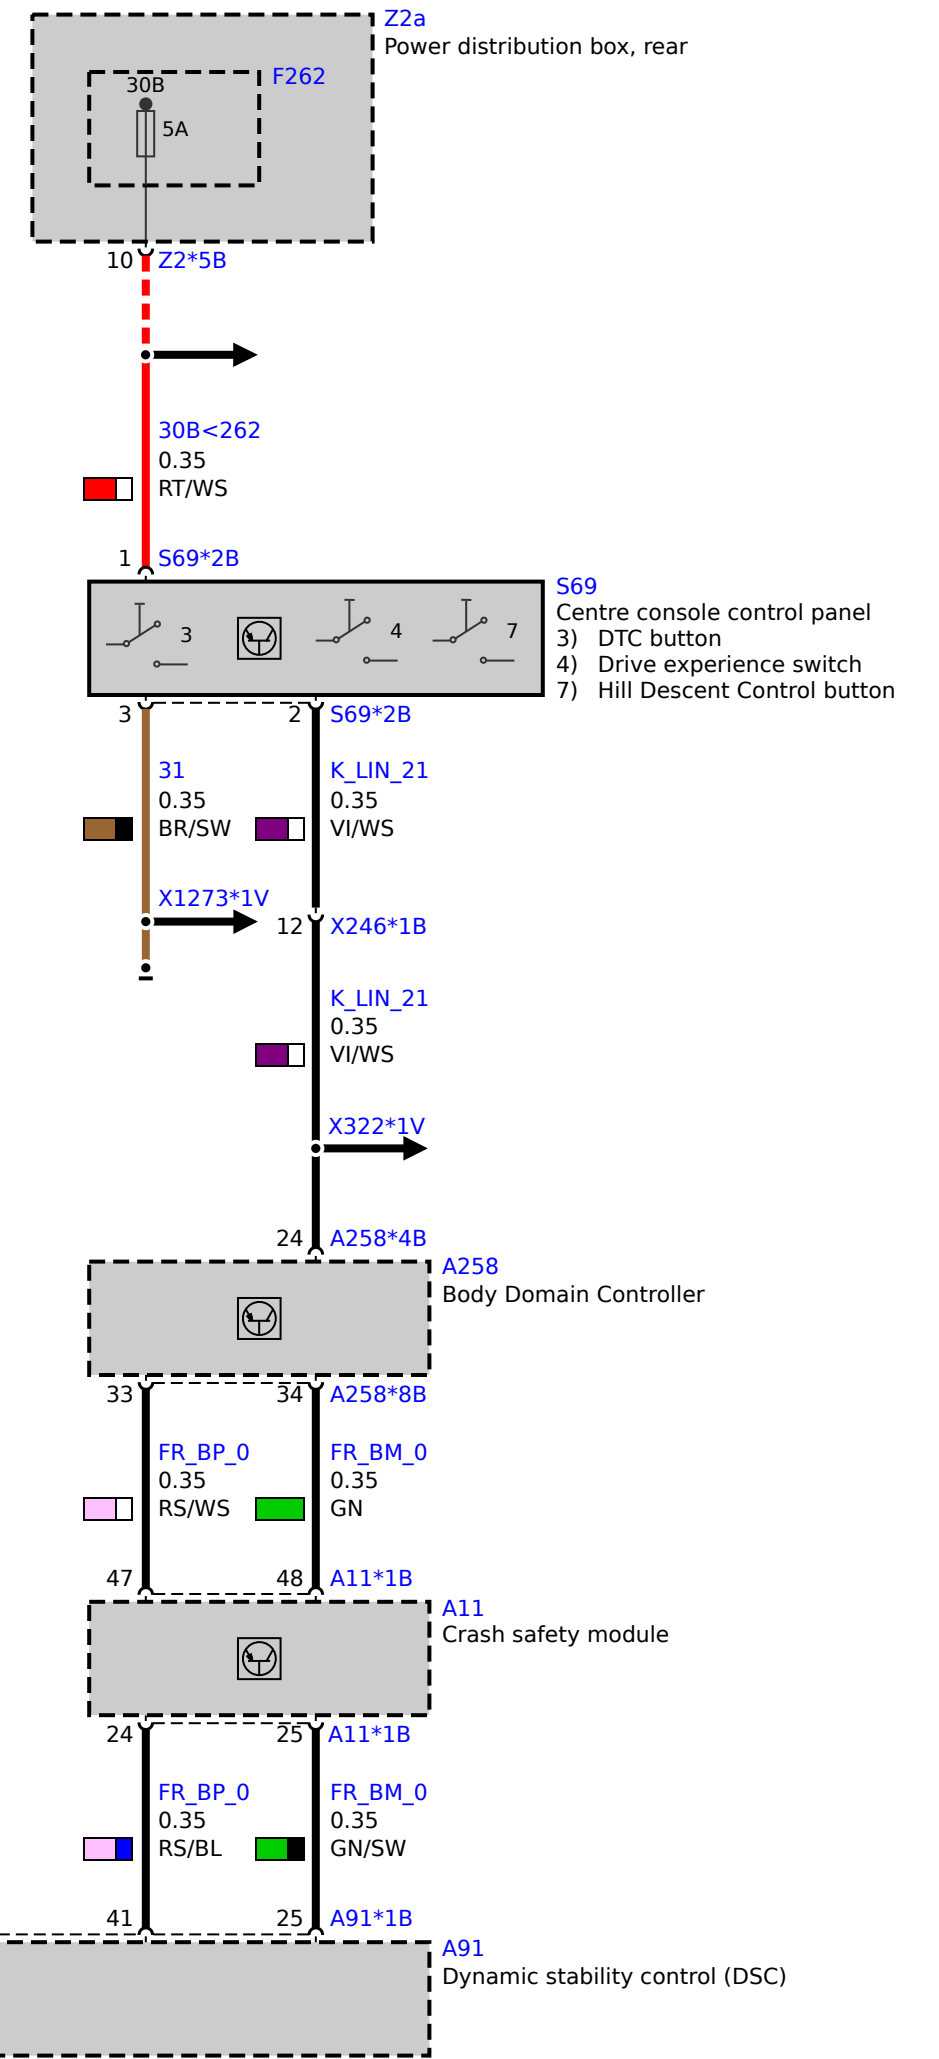 Z2a
Power distribution box, rear
F262
30B
5A
10 Z2*5B
30B<262
0.35
RT/WS
1 S69*2B
S69
Centre console control panel
3) DTC button
4) Drive experience switch
7) Hill Descent Control button
3 4 7
3 2 S69*2B
31 K_LIN_21
0.35 0.35
BR/SW VI/WS
X1273*1V
12 X246*1B
K_LIN_21
0.35
VI/WS
X322*1V
24 A258*4B
A258
Body Domain Controller
33 34 A258*8B
FR_BP_0 FR_BM_0
0.35 0.35
RS/WS GN
47 48 A11*1B
A11
Crash safety module
24 25 A11*1B
FR_BP_0 FR_BM_0
0.35 0.35
RS/BL GN/SW
41 25 A91*1B
A91
Dynamic stability control (DSC)